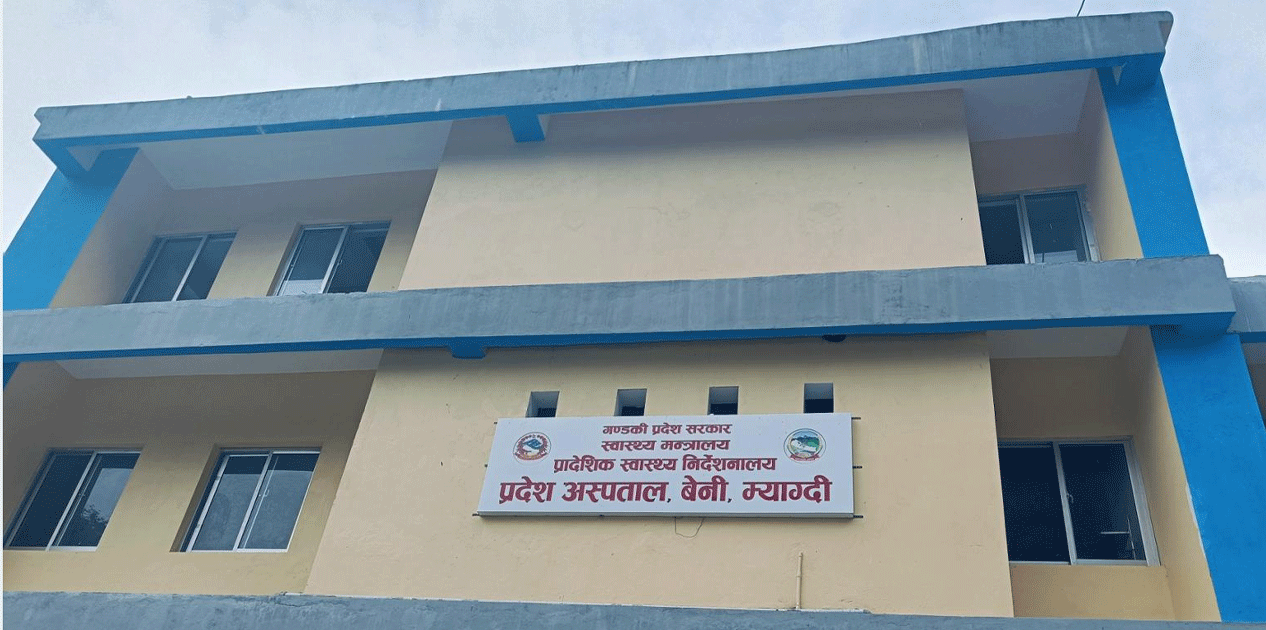 गण्डकी प्रदेश सरकार
स्वास्थ्य मन्त्रालय
प्रादेशिक स्वास्थ्य निर्देशनालय
प्रदेश अस्पताल, बेनी, म्याग्दी